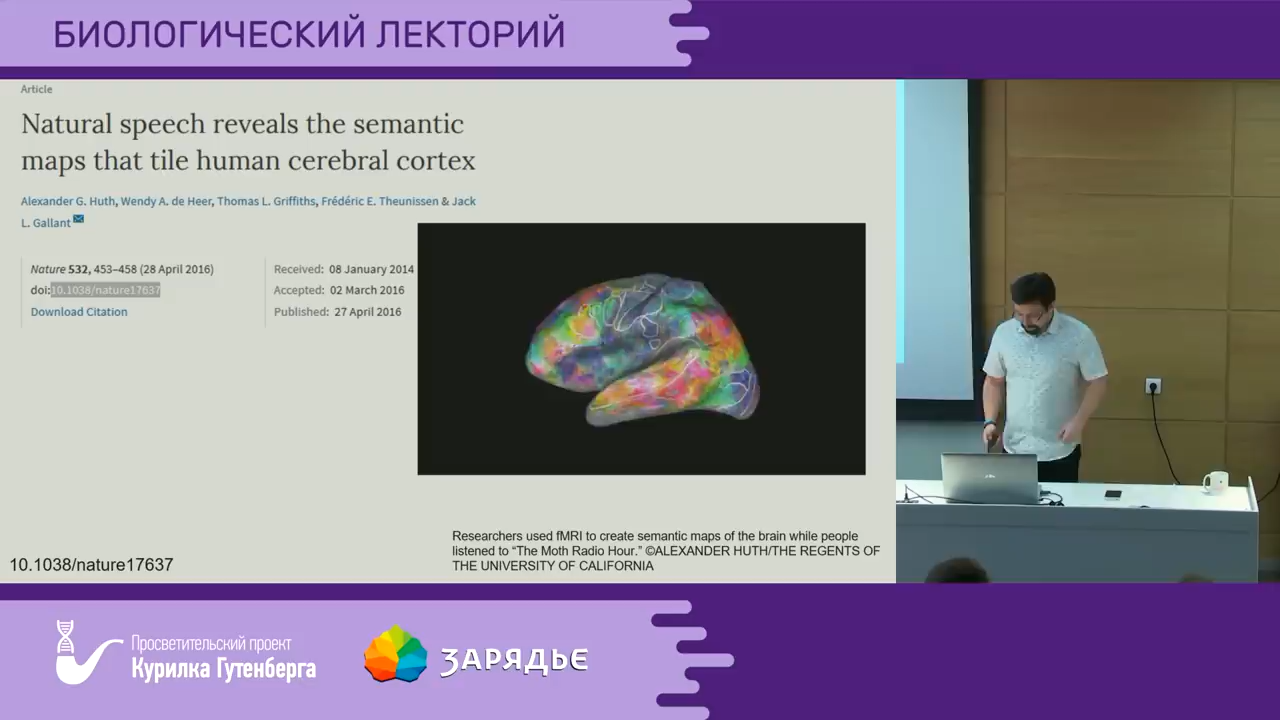 БИОЛОГИЧЕСКИЙ ЛЕКТОРИЙ
Article
Natural speech reveals the semantic
maps that tile human cerebral cortex
Alexander G. Huth, Wendy A. de Heer, Thomas L. Griffiths, Frédéric E. Theunissen & Jack
L. Gallant
Nature 532, 453–458 (28 April 2016)
doi:10.1038/nature17637
Download Citation
Received: 08 January 2014
Accepted: 02 March 2016
Published: 27 April 2016
Researchers used fMRI to create semantic maps of the brain while people
listened to “The Moth Radio Hour.” ©ALEXANDER HUTH/THE REGENTS OF
THE UNIVERSITY OF CALIFORNIA
10.1038/nature17637
Просветительский проект
Курилка Гутенберга
ЗАРЯДЬЕ